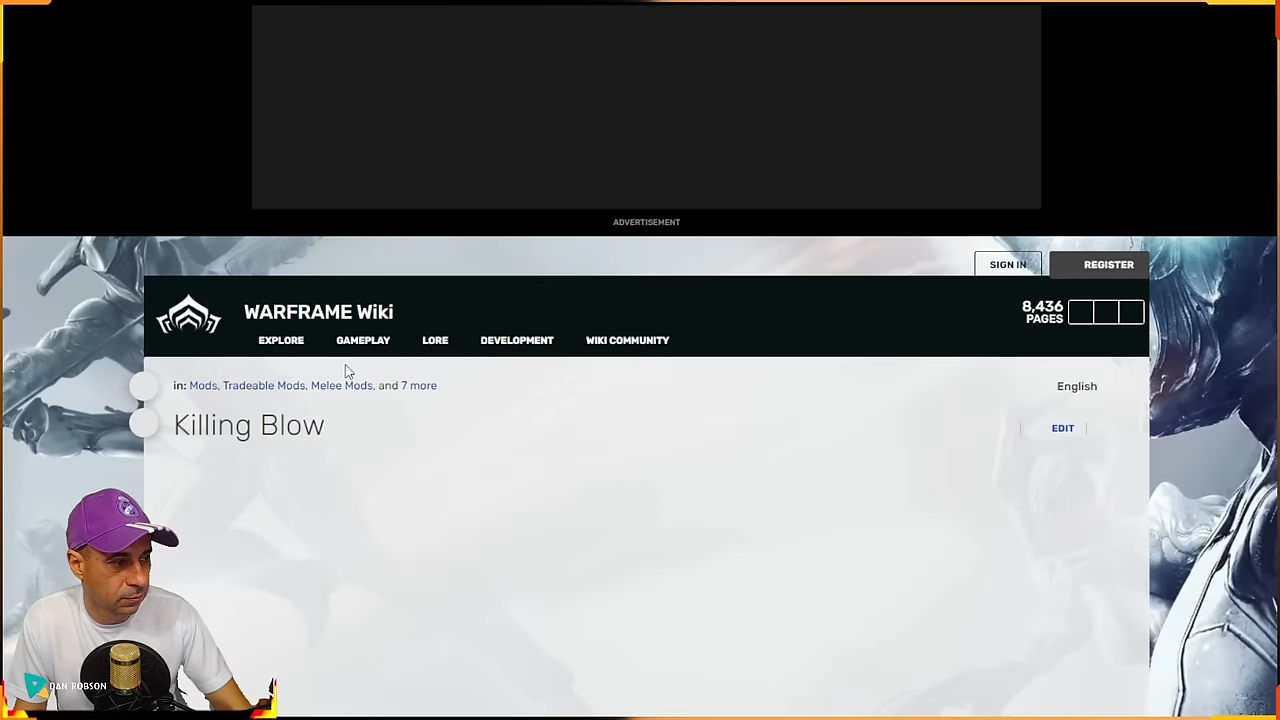 ADVERTISEMENT
SIGN IN
REGISTER
WARFRAME Wiki
8,436
PAGES
EXPLORE GAMEPLAY LORE DEVELOPMENT WIKI COMMUNITY
in: Mods, Tradeable Mods, Melee Mods, and 7 more
English
Killing Blow
EDIT
DAN ROBSON